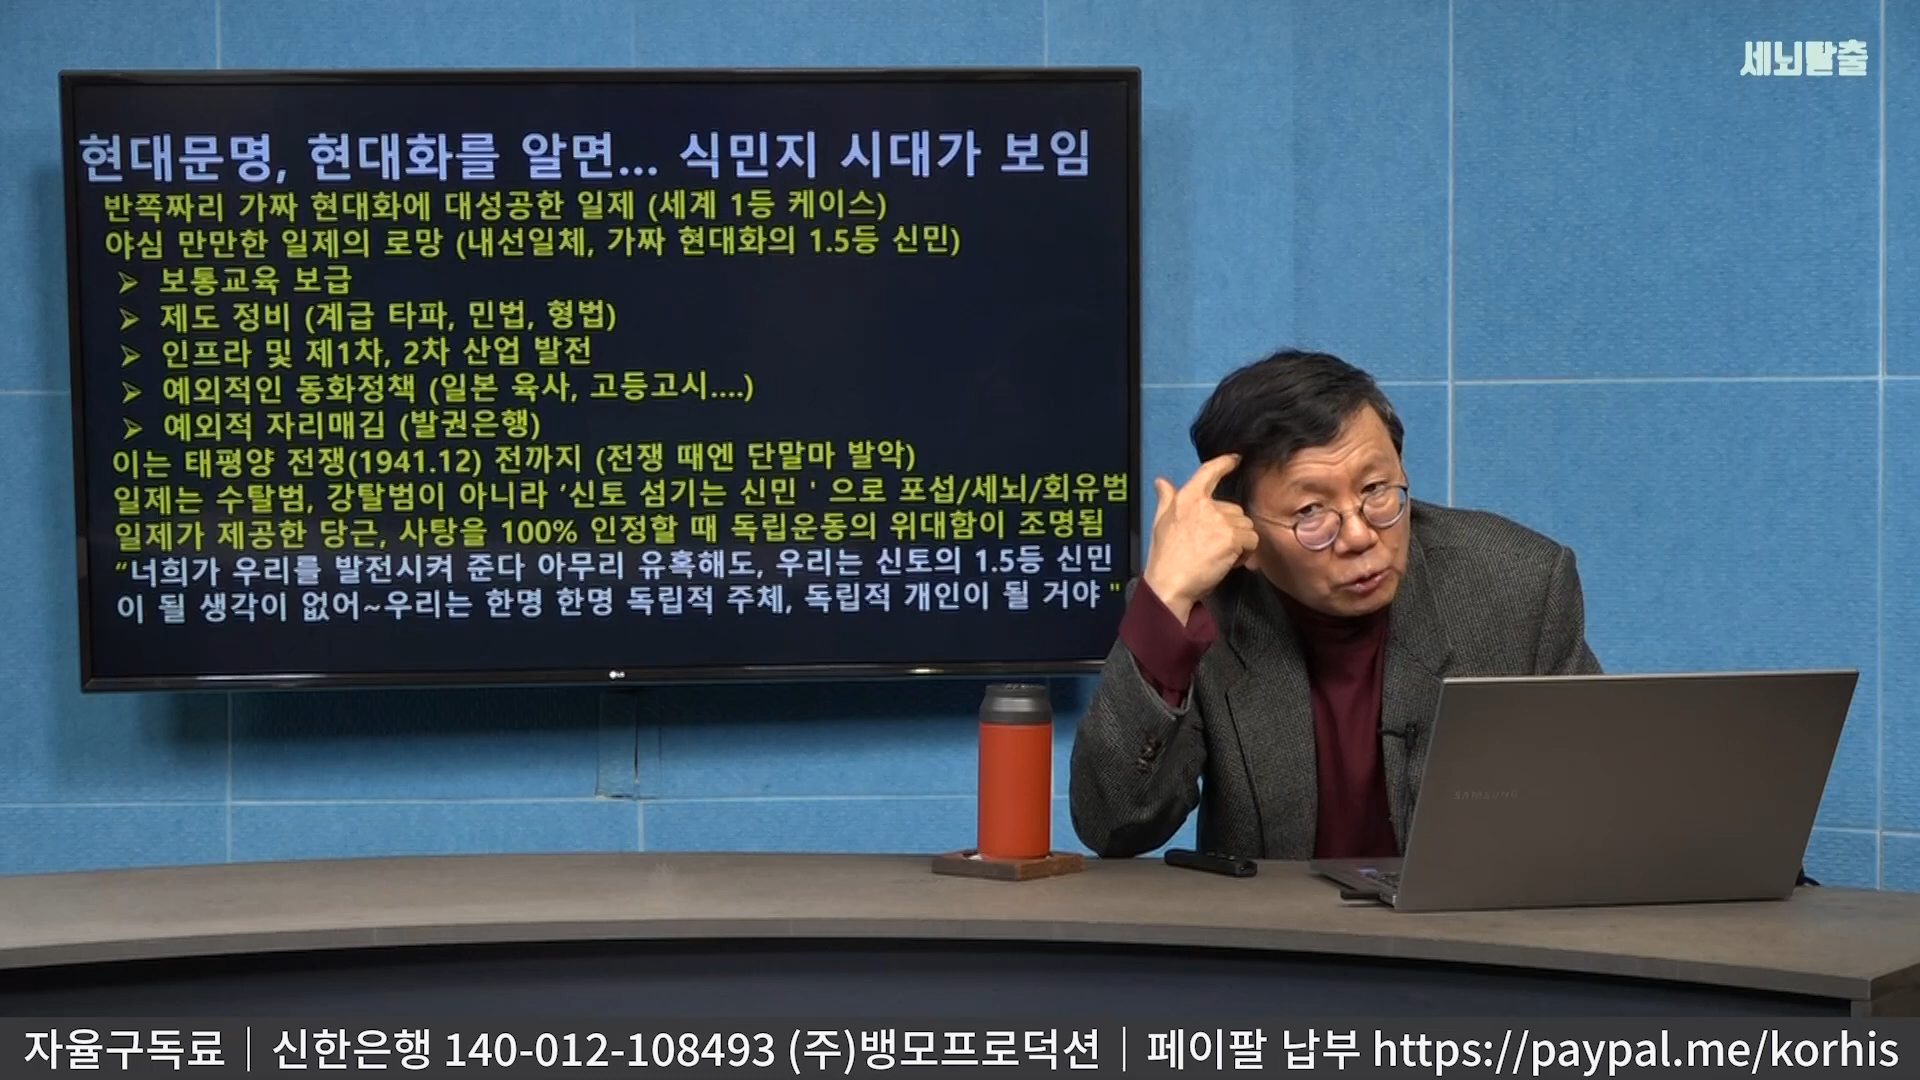 세뇌탈출
현대문명, 현대화를 알면... 식민지 시대가 보임
반쪽짜리 가짜 현대화에 대성공한 일제 (세계 1등 케이스)
야심 만만한 일제의 로망 (내선일체, 가짜 현대화의 1.5등 신민)
➢ 보통교육 보급
➢ 제도 정비 (계급 타파, 민법, 형법)
➢ 인프라 및 제1차, 2차 산업 발전
➢ 예외적인 동화정책 (일본 육사, 고등고시....)
➢ 예외적 자리매김 (발권은행)
이는 태평양 전쟁(1941.12) 전까지 (전쟁 때엔 단말마 발악)
일제는 수탈범, 강탈범이 아니라 '신토 섬기는 신민 ' 으로 포섭/세뇌/회유범
일제가 제공한 당근, 사탕을 100% 인정할 때 독립운동의 위대함이 조명됨
“너희가 우리를 발전시켜 준다 아무리 유혹해도, 우리는 신토의 1.5등 신민
이 될 생각이 없어~우리는 한명 한명 독립적 주체, 독립적 개인이 될 거야 "
LG
SAMSUNG
자율구독료│신한은행 140-012-108493 (주)뱅모프로덕션│페이팔 납부 https://paypal.me/korhis